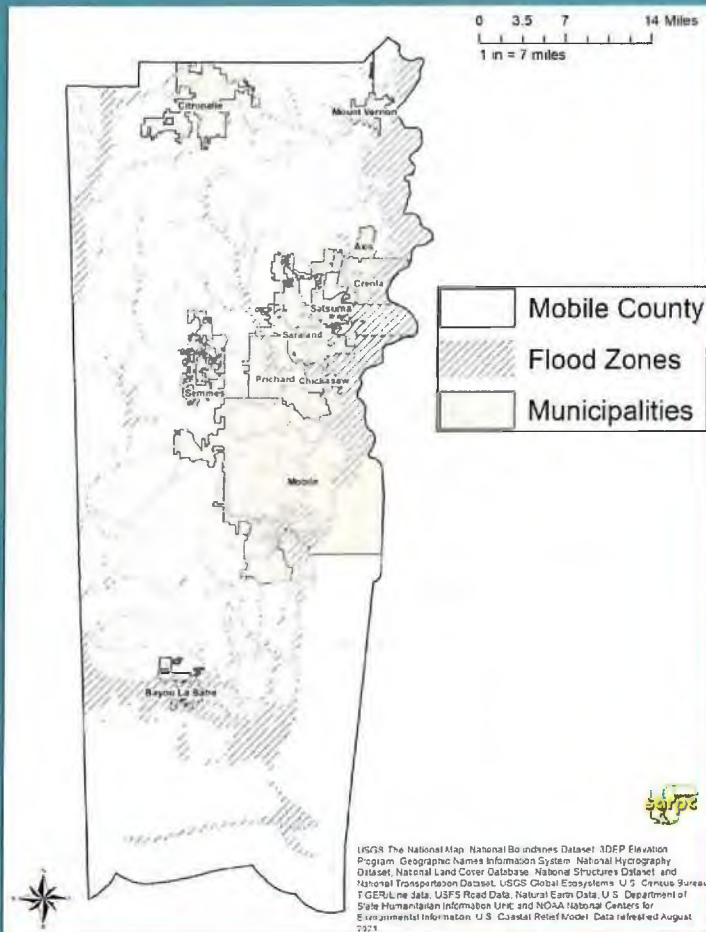 0 3.5 7 14 Miles
1 in = 7 miles
Citronelle
Mount Vernon
Axis
Creola
Satsuma
Saraland
Prichard Chickasaw
Semmes
Mobile
Bayou La Batre
Mobile County
Flood Zones
Municipalities
sarpc
USGS The National Map: National Boundaries Dataset, 3DEP Elevation
Program, Geographic Names Information System, National Hydrography
Dataset, National Land Cover Database, National Structures Dataset, and
National Transportation Dataset; USGS Global Ecosystems; U.S. Census Bureau
TIGER/Line data; USFS Road Data; Natural Earth Data; U.S. Department of
State Humanitarian Information Unit; and NOAA National Centers for
Environmental Information, U.S. Coastal Relief Model. Data refreshed August